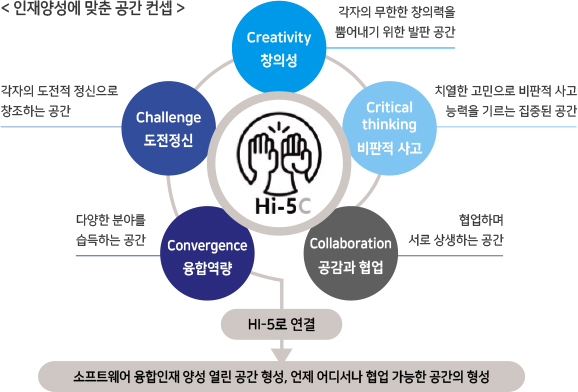 < 인재양성에 맞춘 공간 컨셉 >
각자의 무한한 창의력을
뿜어내기 위한 발판 공간
Creativity
창의성
각자의 도전적 정신으로
창조하는 공간
Challenge
도전정신
치열한 고민으로 비판적 사고
능력을 기르는 집중된 공간
Critical
thinking
비판적 사고
Hi-5C
다양한 분야를
습득하는 공간
Convergence
융합역량
협업하며
서로 상생하는 공간
Collaboration
공감과 협업
HI-5로 연결
소프트웨어 융합인재 양성 열린 공간 형성, 언제 어디서나 협업 가능한 공간의 형성